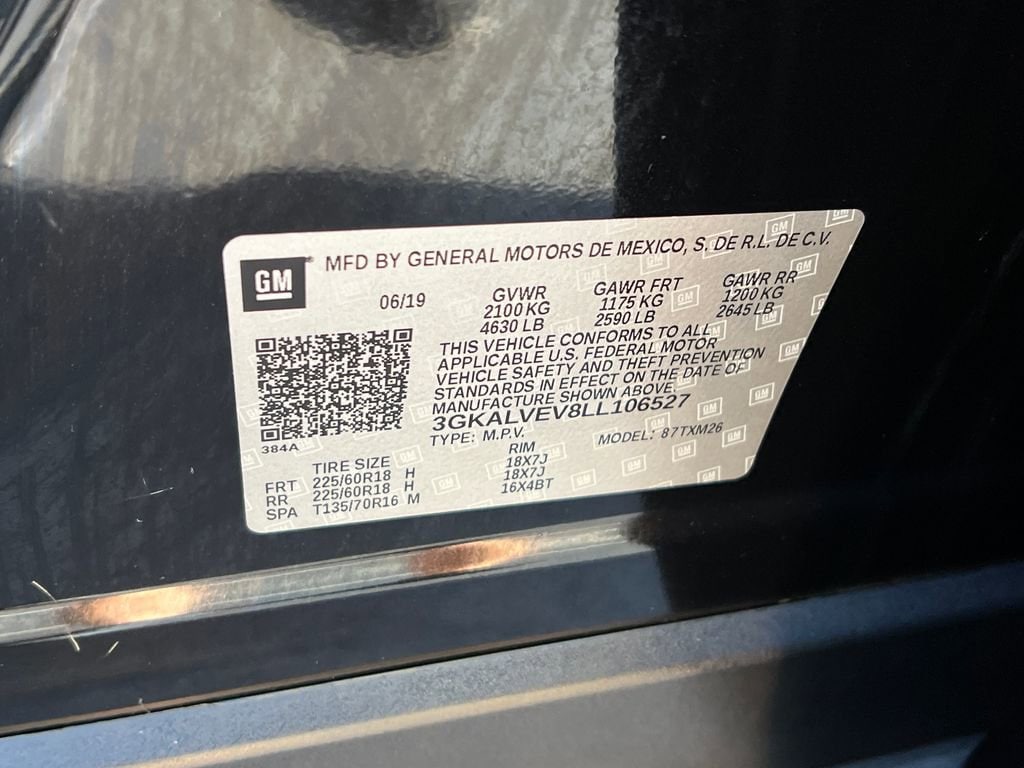 GM
MFD BY GENERAL MOTORS DE MEXICO, S. DE R.L. DE C.V.
06/19 GVWR GAWR FRT GAWR RR
2100 KG 1175 KG 1200 KG
4630 LB 2590 LB 2645 LB
THIS VEHICLE CONFORMS TO ALL
APPLICABLE U.S. FEDERAL MOTOR
VEHICLE SAFETY AND THEFT PREVENTION
STANDARDS IN EFFECT ON THE DATE OF
MANUFACTURE SHOWN ABOVE.
3GKALVEV8LL106527
TYPE: M.P.V. MODEL: 87TXM26
384A
TIRE SIZE RIM
FRT 225/60R18 H 18X7J
RR 225/60R18 H 18X7J
SPA T135/70R16 M 16X4BT